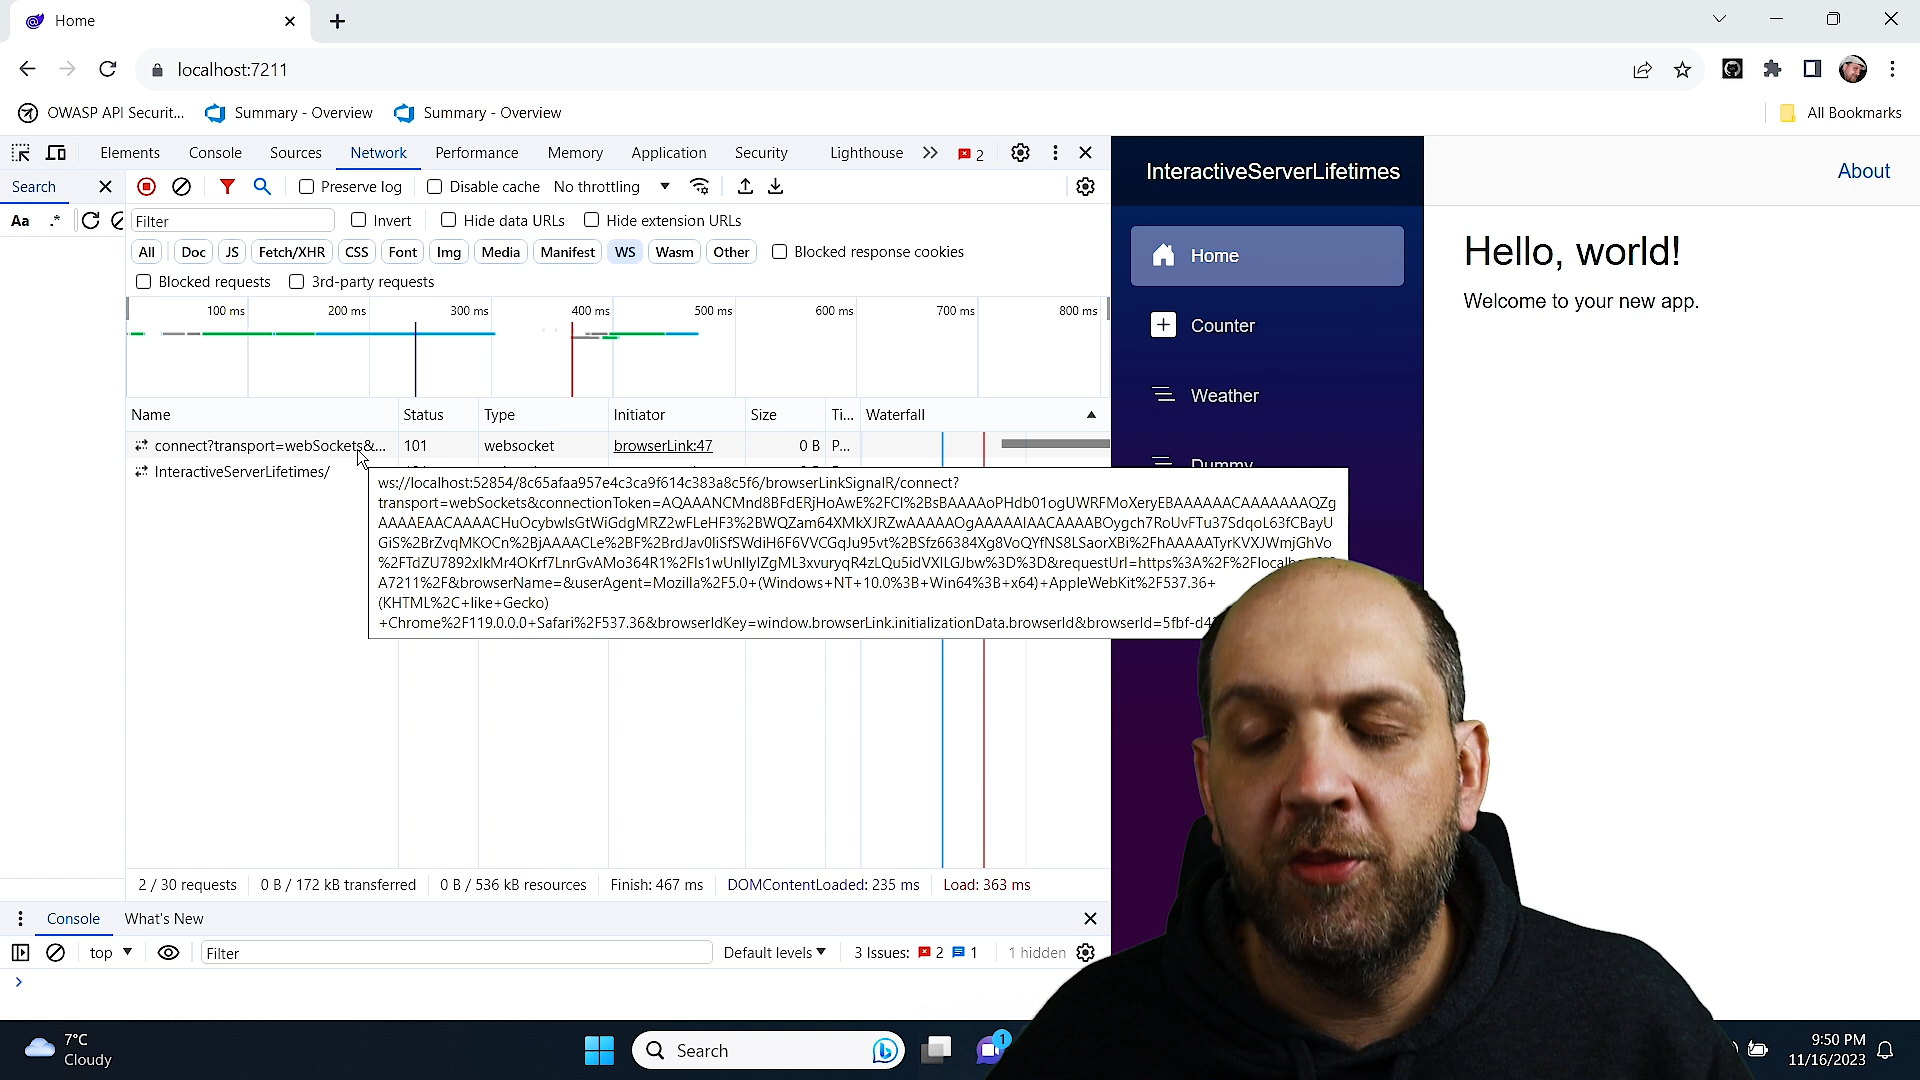 Home
localhost:7211
OWASP API Securit...
Summary - Overview
Summary - Overview
All Bookmarks
Elements
Console
Sources
Network
Performance
Memory
Application
Security
Lighthouse
2
Search
Preserve log
Disable cache
No throttling
Aa
.*
Filter
Invert
Hide data URLs
Hide extension URLs
All
Doc
JS
Fetch/XHR
CSS
Font
Img
Media
Manifest
WS
Wasm
Other
Blocked response cookies
Blocked requests
3rd-party requests
100 ms
200 ms
300 ms
400 ms
500 ms
600 ms
700 ms
800 ms
Name
Status
Type
Initiator
Size
Ti...
Waterfall
connect?transport=webSockets&...
101
websocket
browserLink:47
0 B
P...
InteractiveServerLifetimes/
ws://localhost:52854/8c65afaa957e4c3ca9f614c383a8c5f6/browserLinkSignalR/connect?
transport=webSockets&connectionToken=AQAAANCMnd8BFdERjHoAwE%2FCl%2BsBAAAAoPHdb01ogUWRFMoXeryEBAAAAAACAAAAAAAQZg
AAAAEAACAAAACHuOcybwlsGtWiGdgMRZ2wFLeHF3%2BWQZam64XMkXJRZwAAAAAOgAAAAAIAACAAAABOygch7RoUvFTu37SdqoL63fCBayU
GiS%2BrZvqMKOCn%2BjAAAACLe%2BF%2BrdJav0liSfSWdiH6F6VVCGqJu95vt%2BSfz66384Xg8VoQYfNS8LSaorXBi%2FhAAAAATyrKVXJWmjGhVo
%2FTdZU7892xlkMr4OKrf7LnrGvAMo364R1%2Fls1wUnIlylZgML3xvuryqR4zLQu5idVXlLGJbw%3D%3D&requestUrl=https%3A%2F%2Flocalh
A7211%2F&browserName=&userAgent=Mozilla%2F5.0+(Windows+NT+10.0%3B+Win64%3B+x64)+AppleWebKit%2F537.36+
(KHTML%2C+like+Gecko)
+Chrome%2F119.0.0.0+Safari%2F537.36&browserIdKey=window.browserLink.initializationData.browserId&browserId=5fbf-d4
2 / 30 requests
0 B / 172 kB transferred
0 B / 536 kB resources
Finish: 467 ms
DOMContentLoaded: 235 ms
Load: 363 ms
Console
What's New
top
Filter
Default levels
3 Issues:
2
1
1 hidden
InteractiveServerLifetimes
Home
Counter
Weather
Dummy
About
Hello, world!
Welcome to your new app.
7°C
Cloudy
Search
1
9:50 PM
11/16/2023